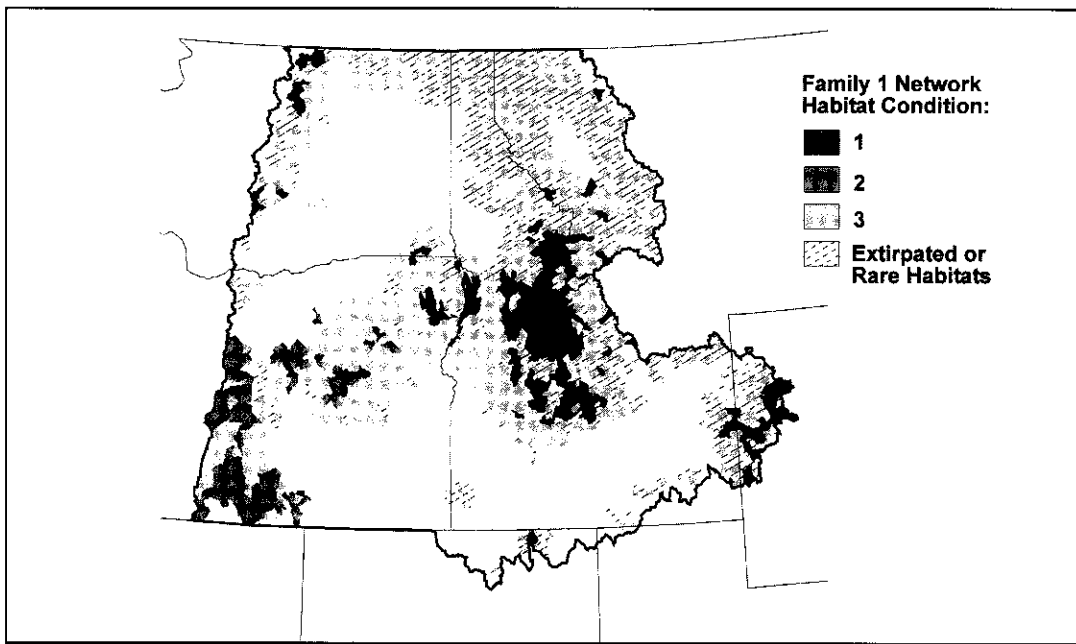 Family 1 Network
Habitat Condition:
1
2
3
Extirpated or
Rare Habitats